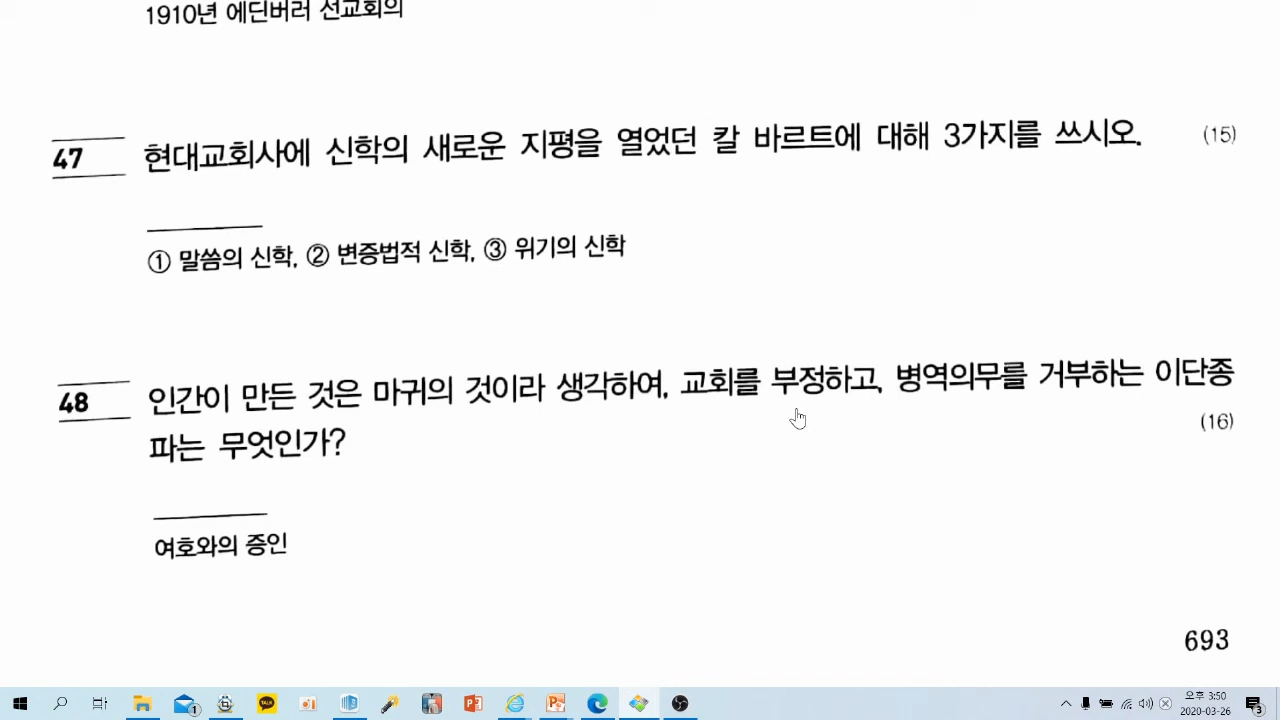 1910년 에딘버러 선교회의
47 현대교회사에 신학의 새로운 지평을 열었던 칼 바르트에 대해 3가지를 쓰시오. (15)
① 말씀의 신학, ② 변증법적 신학, ③ 위기의 신학
48 인간이 만든 것은 마귀의 것이라 생각하여, 교회를 부정하고, 병역의무를 거부하는 이단종
파는 무엇인가? (16)
여호와의 증인
693
오후 3:50
2020-03-26